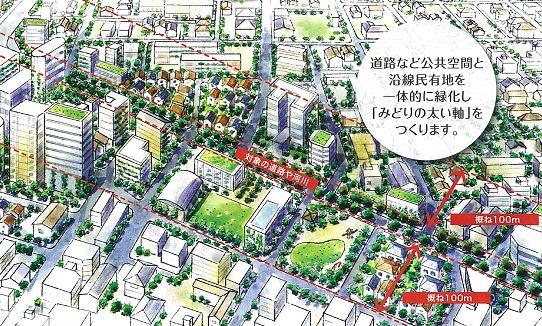 道路など公共空間と
沿線民有地を
一体的に緑化し
「みどりの太い軸」を
つくります。
対象の道路や河川
概ね100m
概ね100m